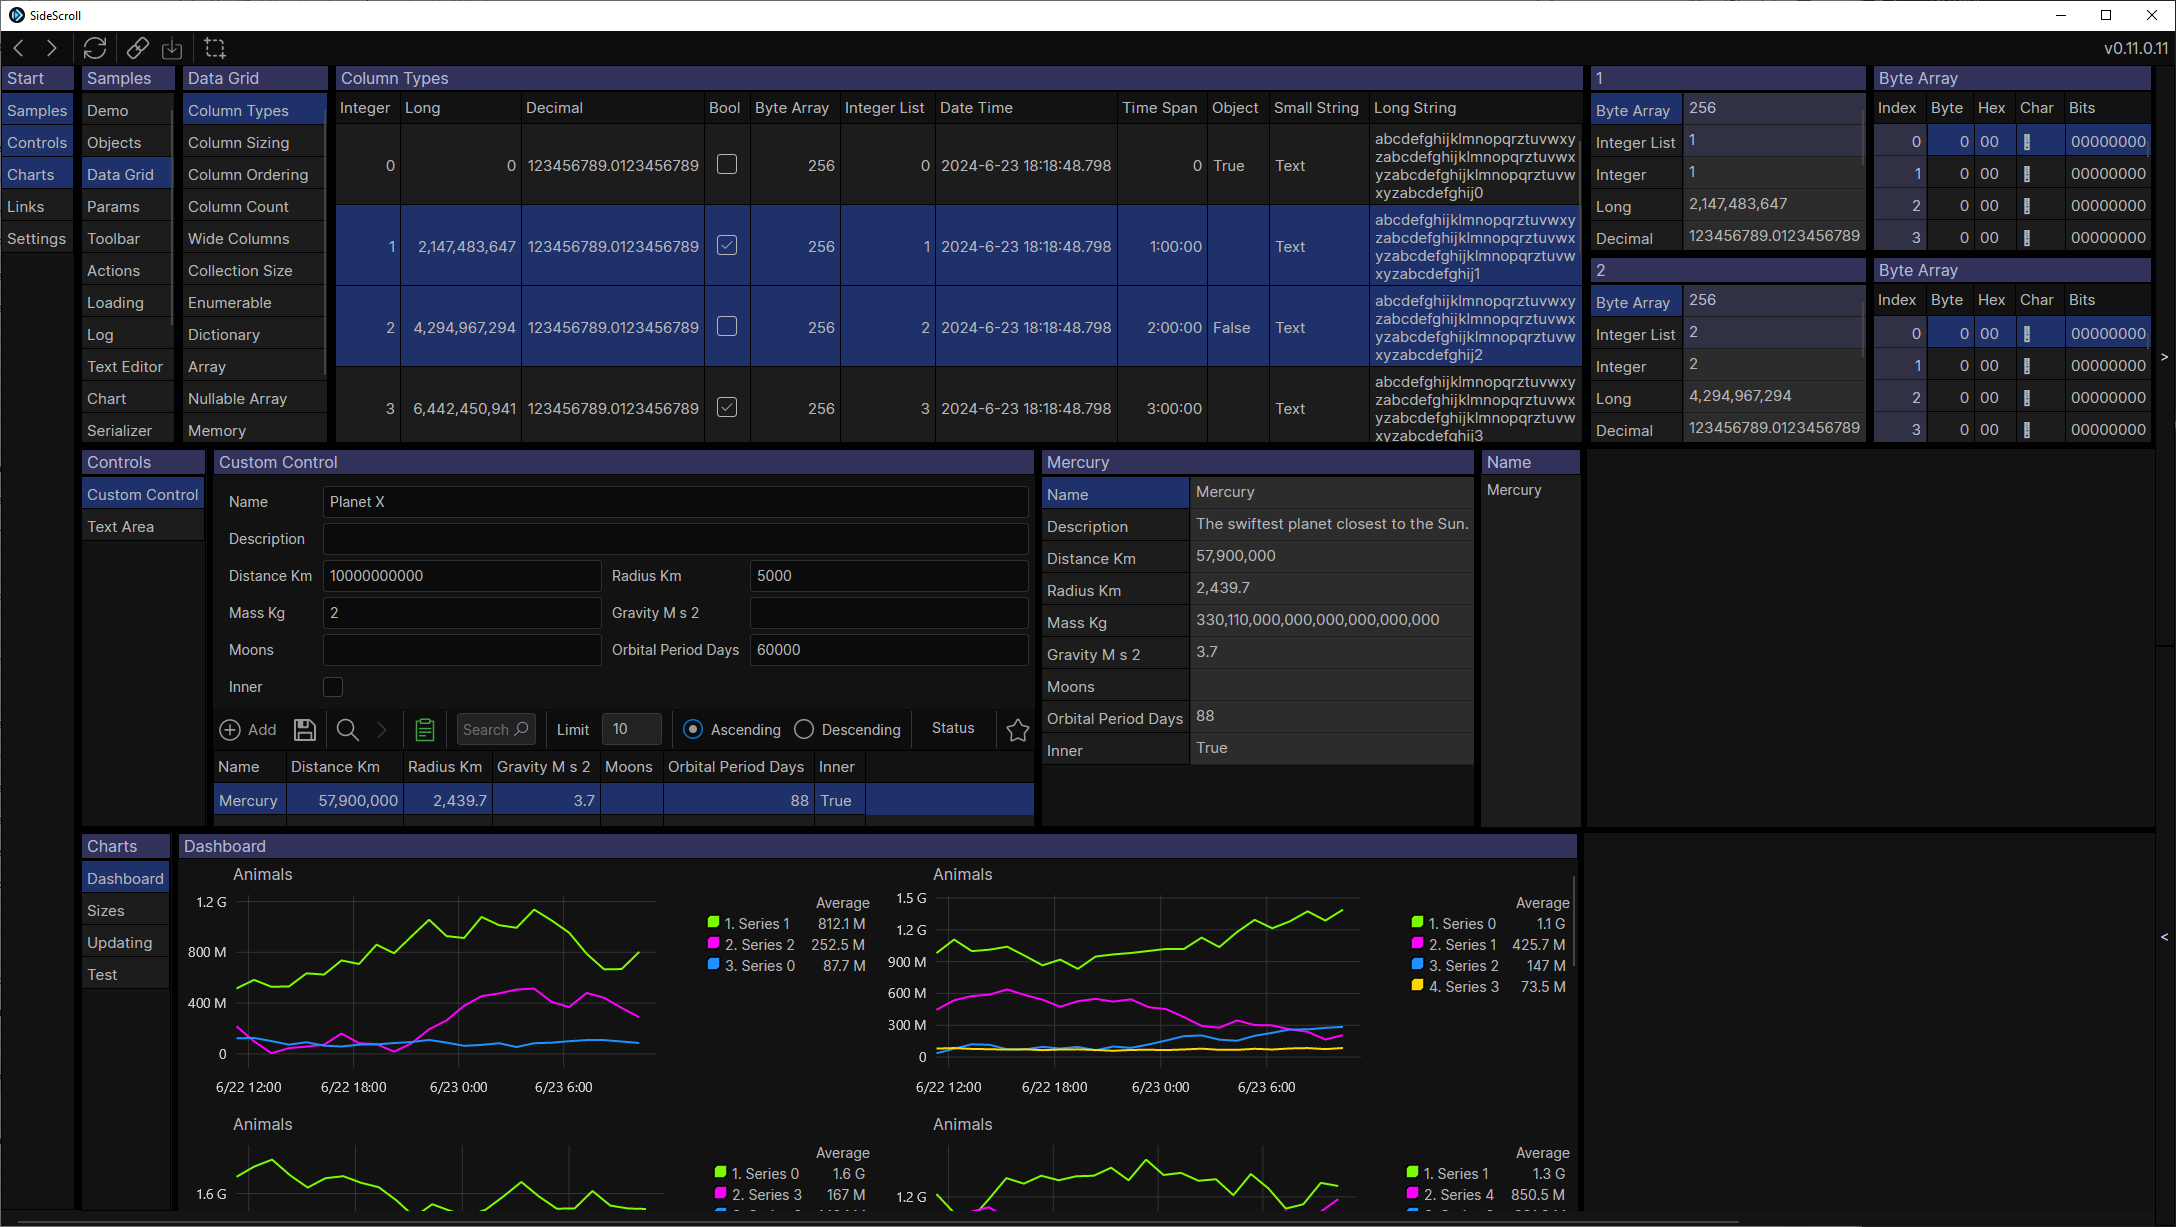 SideScroll
v0.11.0.11
Start
Samples
Controls
Charts
Links
Settings
Samples
Demo
Objects
Data Grid
Params
Toolbar
Actions
Loading
Log
Text Editor
Chart
Serializer
Data Grid
Column Types
Column Sizing
Column Ordering
Column Count
Wide Columns
Collection Size
Enumerable
Dictionary
Array
Nullable Array
Memory
Column Types
Integer Long Decimal Bool Byte Array Integer List Date Time Time Span Object Small String Long String
0 0 123456789.0123456789 256 0 2024-6-23 18:18:48.798 0 True Text
abcdefghijklmnopqrztuvwxy
zabcdefghijklmnopqrztuvwx
yzabcdefghijklmnopqrztuvw
xyzabcdefghij0
1 2,147,483,647 123456789.0123456789 256 1 2024-6-23 18:18:48.798 1:00:00 Text
abcdefghijklmnopqrztuvwxy
zabcdefghijklmnopqrztuvwx
yzabcdefghijklmnopqrztuvw
xyzabcdefghij1
2 4,294,967,294 123456789.0123456789 256 2 2024-6-23 18:18:48.798 2:00:00 False Text
abcdefghijklmnopqrztuvwxy
zabcdefghijklmnopqrztuvwx
yzabcdefghijklmnopqrztuvw
xyzabcdefghij2
3 6,442,450,941 123456789.0123456789 256 3 2024-6-23 18:18:48.798 3:00:00 Text
abcdefghijklmnopqrztuvwxy
zabcdefghijklmnopqrztuvwx
yzabcdefghijklmnopqrztuvw
xyzabcdefghij3
1
Byte Array 256
Integer List 1
Integer 1
Long 2,147,483,647
Decimal 123456789.0123456789
Byte Array
Index Byte Hex Char Bits
0 0 00 00000000
1 0 00 00000000
2 0 00 00000000
3 0 00 00000000
2
Byte Array 256
Integer List 2
Integer 2
Long 4,294,967,294
Decimal 123456789.0123456789
Byte Array
Index Byte Hex Char Bits
0 0 00 00000000
1 0 00 00000000
2 0 00 00000000
3 0 00 00000000
>
Controls
Custom Control
Text Area
Custom Control
Name Planet X
Description
Distance Km 10000000000 Radius Km 5000
Mass Kg 2 Gravity M s 2
Moons Orbital Period Days 60000
Inner
Add Search Limit 10 Ascending Descending Status
Name Distance Km Radius Km Gravity M s 2 Moons Orbital Period Days Inner
Mercury 57,900,000 2,439.7 3.7 88 True
Mercury
Name Mercury
Description The swiftest planet closest to the Sun.
Distance Km 57,900,000
Radius Km 2,439.7
Mass Kg 330,110,000,000,000,000,000,000
Gravity M s 2 3.7
Moons
Orbital Period Days 88
Inner True
Name
Mercury
Charts
Dashboard
Sizes
Updating
Test
Dashboard
Animals
1.2 G
800 M
400 M
0
6/22 12:00 6/22 18:00 6/23 0:00 6/23 6:00
Average
1. Series 1 812.1 M
2. Series 2 252.5 M
3. Series 0 87.7 M
Animals
1.5 G
1.2 G
900 M
600 M
300 M
0
6/22 12:00 6/22 18:00 6/23 0:00 6/23 6:00
Average
1. Series 0 1.1 G
2. Series 1 425.7 M
3. Series 2 147 M
4. Series 3 73.5 M
<
Animals
1.6 G
Average
1. Series 0 1.6 G
2. Series 3 167 M
Animals
1.2 G
Average
1. Series 1 1.3 G
2. Series 4 850.5 M